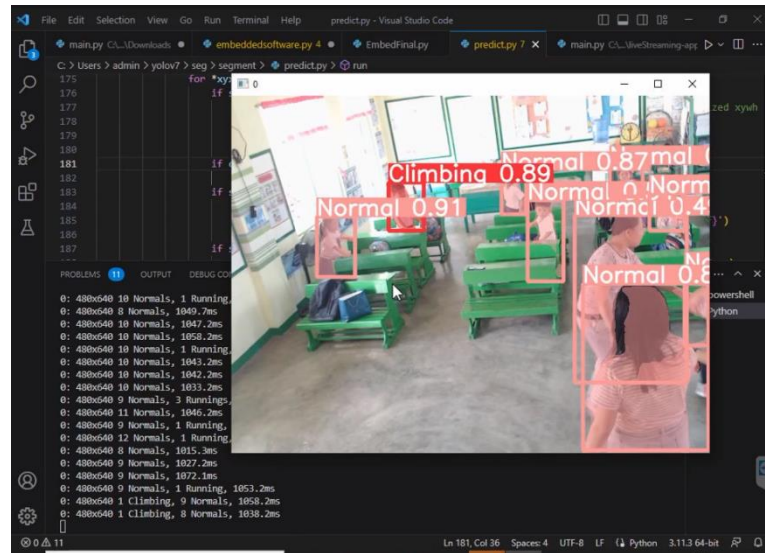 File Edit Selection View Go Run Terminal Help predict.py - Visual Studio Code
main.py C:\...\Downloads embeddedsoftware.py 4 EmbedFinal.py predict.py 7 main.py C:\...\liveStreaming-app
C: > Users > admin > yolov7 > seg > segment > predict.py > run
0
175 for *xy
176 if
177 zed xywh
178
179
180
181 if
182
183 if
184
185 }')
186
187 if
Normal 0.87
Climbing 0.89
Normal 0.91
Normal
Normal 0.4
Normal 0.8
PROBLEMS 11 OUTPUT DEBUG CO
powershell
Python
0: 480x640 10 Normals, 1 Running,
0: 480x640 8 Normals, 1049.7ms
0: 480x640 10 Normals, 1047.2ms
0: 480x640 10 Normals, 1058.2ms
0: 480x640 10 Normals, 1 Running,
0: 480x640 10 Normals, 1043.2ms
0: 480x640 10 Normals, 1042.2ms
0: 480x640 10 Normals, 1033.2ms
0: 480x640 9 Normals, 3 Runnings,
0: 480x640 11 Normals, 1046.2ms
0: 480x640 9 Normals, 1 Running,
0: 480x640 12 Normals, 1 Running,
0: 480x640 8 Normals, 1015.3ms
0: 480x640 9 Normals, 1027.2ms
0: 480x640 9 Normals, 1072.1ms
0: 480x640 9 Normals, 1 Running, 1053.2ms
0: 480x640 1 Climbing, 9 Normals, 1058.2ms
0: 480x640 1 Climbing, 8 Normals, 1038.2ms
0 11 Ln 181, Col 36 Spaces: 4 UTF-8 LF Python 3.11.3 64-bit